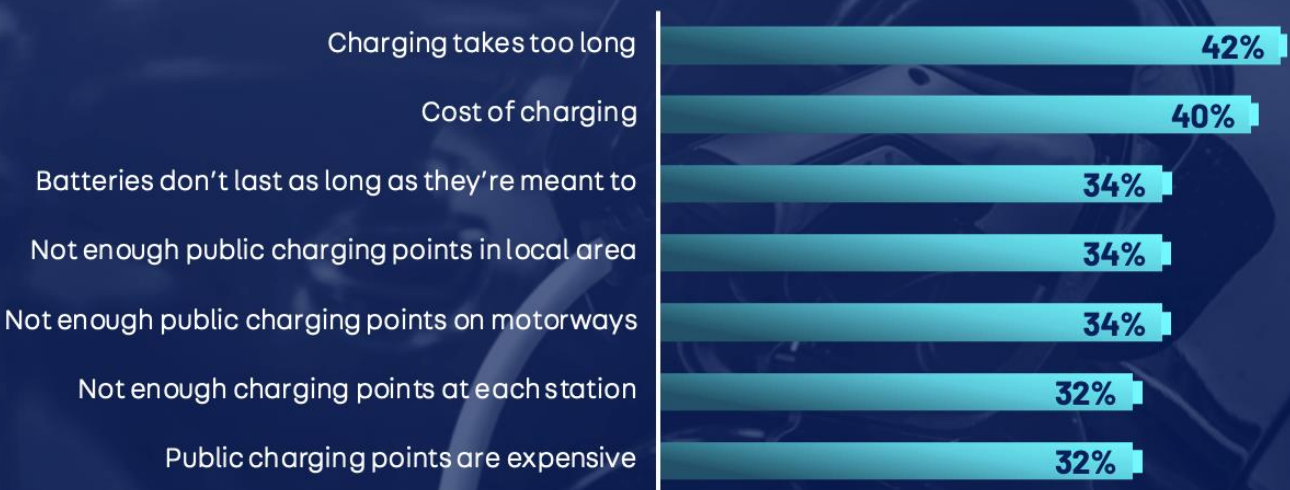 Charging takes too long 42%
Cost of charging 40%
Batteries don't last as long as they're meant to 34%
Not enough public charging points in local area 34%
Not enough public charging points on motorways 34%
Not enough charging points at each station 32%
Public charging points are expensive 32%